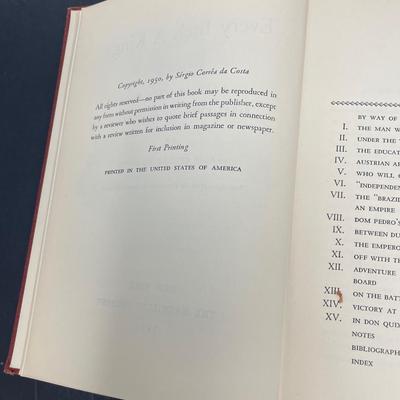 Copyright, 1950, by Sérgio Corrêa da Costa
All rights reserved—no part of this book may be reproduced in
any form without permission in writing from the publisher, except
by a reviewer who wishes to quote brief passages in connection
with a review written for inclusion in magazine or newspaper.
First Printing
PRINTED IN THE UNITED STATES OF AMERICA
BY WAY OF
I. THE MAN W
II. UNDER THE
III. THE EDUCAT
IV. AUSTRIAN AR
V. WHO WILL
VI. "INDEPENDEN
VII. THE "BRAZID
AN EMPIRE
VIII. DOM PEDRO'S
IX. BETWEEN DU
X. THE EMPERO
XI. OFF WITH TH
XII. ADVENTURE
BOARD
XIII. ON THE BATT
XIV. VICTORY AT
XV. IN DON QUIX
NOTES
BIBLIOGRAPH
INDEX